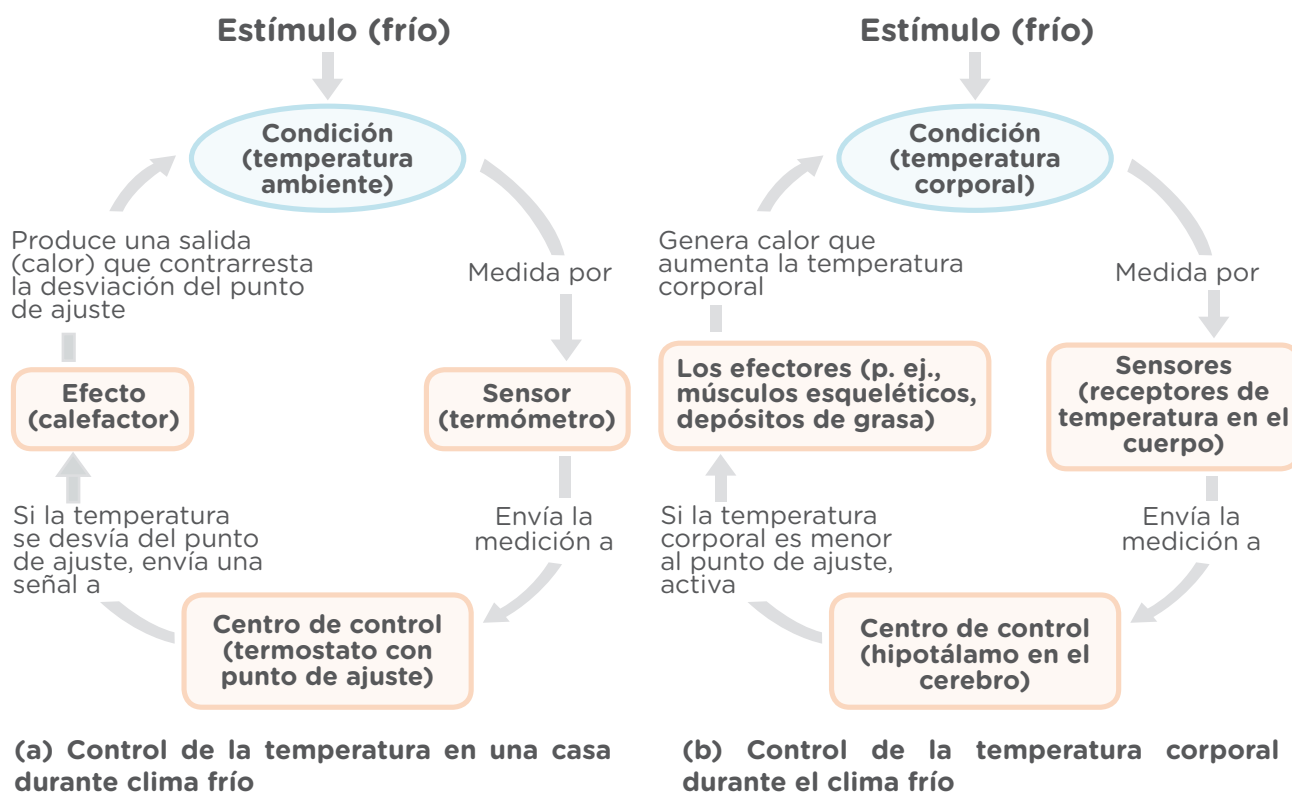 Estímulo (frío)
Condición
(temperatura
ambiente)
Medida por
Sensor
(termómetro)
Envía la
medición a
Centro de control
(termostato con
punto de ajuste)
Si la temperatura
se desvía del punto
de ajuste, envía una
señal a
Efecto
(calefactor)
Produce una salida
(calor) que contrarresta
la desviación del punto
de ajuste
(a) Control de la temperatura en una casa
durante clima frío
Estímulo (frío)
Condición
(temperatura
corporal)
Medida por
Sensores
(receptores de
temperatura en el
cuerpo)
Envía la
medición a
Centro de control
(hipotálamo en el
cerebro)
Si la temperatura
corporal es menor
al punto de ajuste,
activa
Los efectores (p. ej.,
músculos esqueléticos,
depósitos de grasa)
Genera calor que
aumenta la temperatura
corporal
(b) Control de la temperatura corporal
durante el clima frío